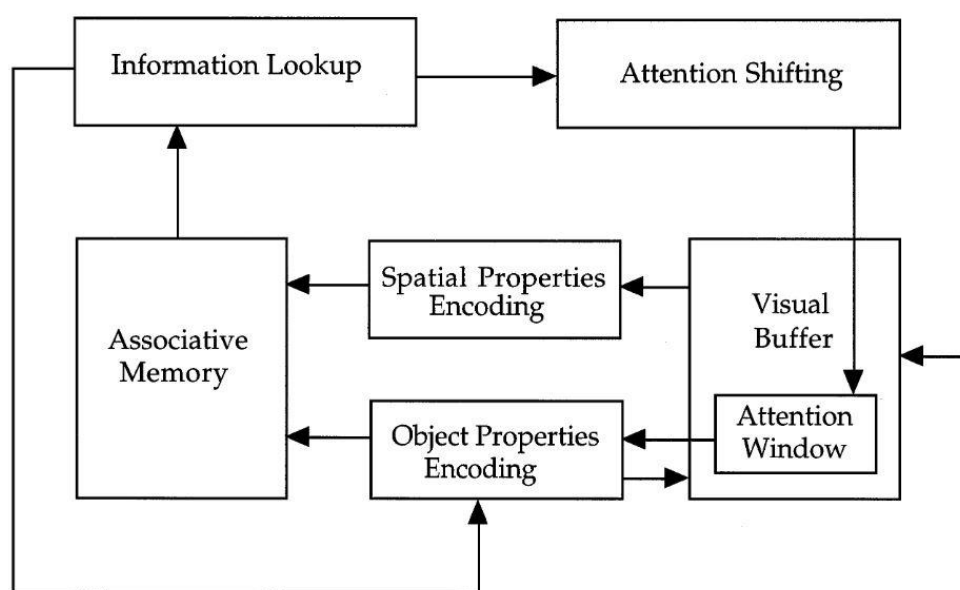 Information Lookup
Attention Shifting
Spatial Properties
Encoding
Visual
Buffer
Associative
Memory
Object Properties
Encoding
Attention
Window